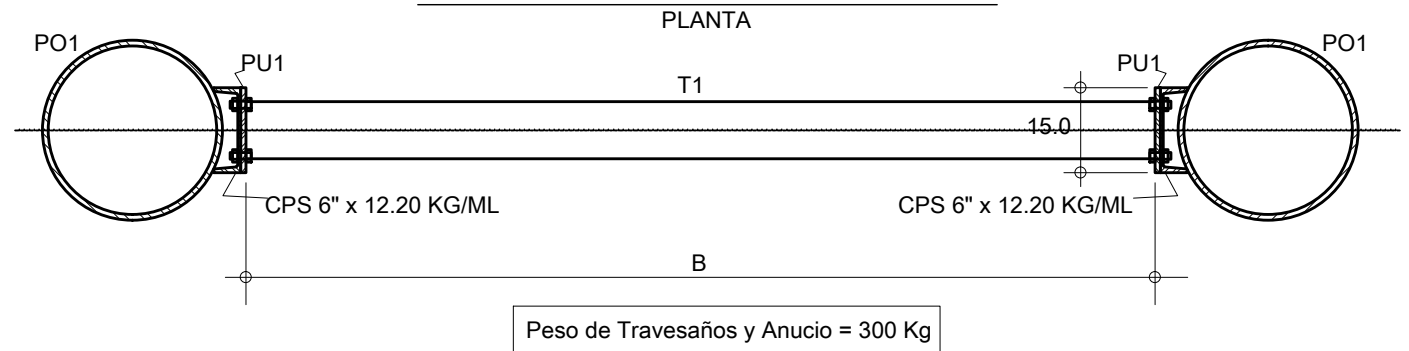 PLANTA
PO1
PU1
T1
PU1
PO1
15.0
CPS 6" x 12.20 KG/ML
CPS 6" x 12.20 KG/ML
B
Peso de Travesaños y Anucio = 300 Kg